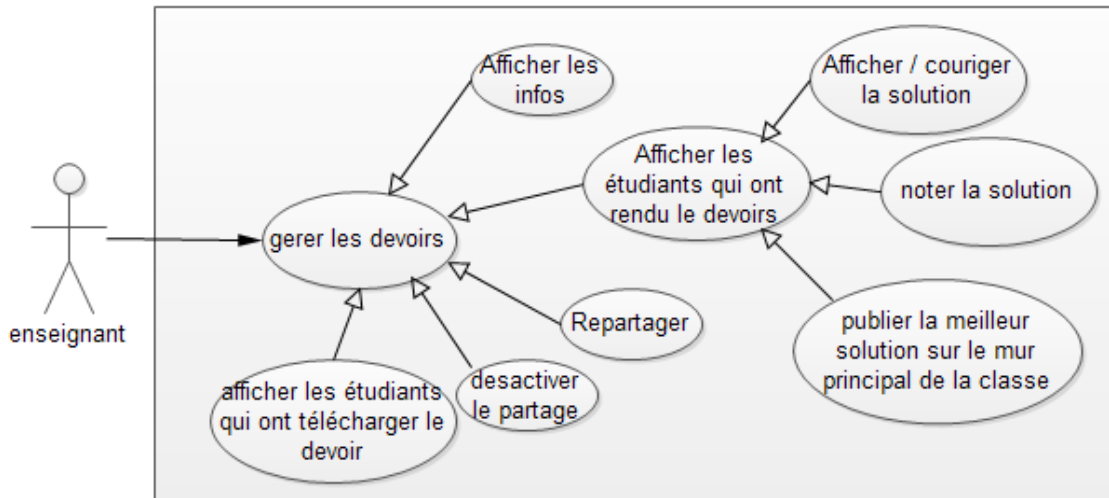 Afficher les
infos
Afficher / couriger
la solution
Afficher les
étudiants qui ont
rendu le devoirs
noter la solution
gerer les devoirs
enseignant
Repartager
publier la meilleur
solution sur le mur
principal de la classe
desactiver
le partage
afficher les étudiants
qui ont télécharger le
devoir